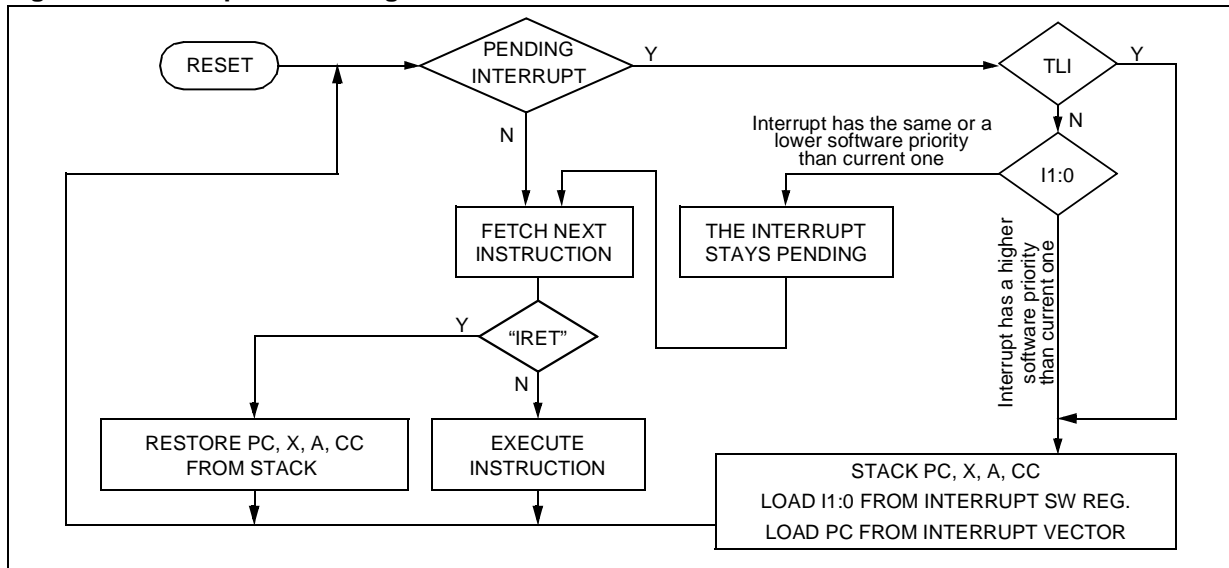 RESET
PENDING
INTERRUPT
Y
TLI
Y
N
N
Interrupt has the same or a
lower software priority
than current one
I1:0
FETCH NEXT
INSTRUCTION
THE INTERRUPT
STAYS PENDING
Interrupt has a higher
software priority
than current one
Y
“IRET”
N
RESTORE PC, X, A, CC
FROM STACK
EXECUTE
INSTRUCTION
STACK PC, X, A, CC
LOAD I1:0 FROM INTERRUPT SW REG.
LOAD PC FROM INTERRUPT VECTOR